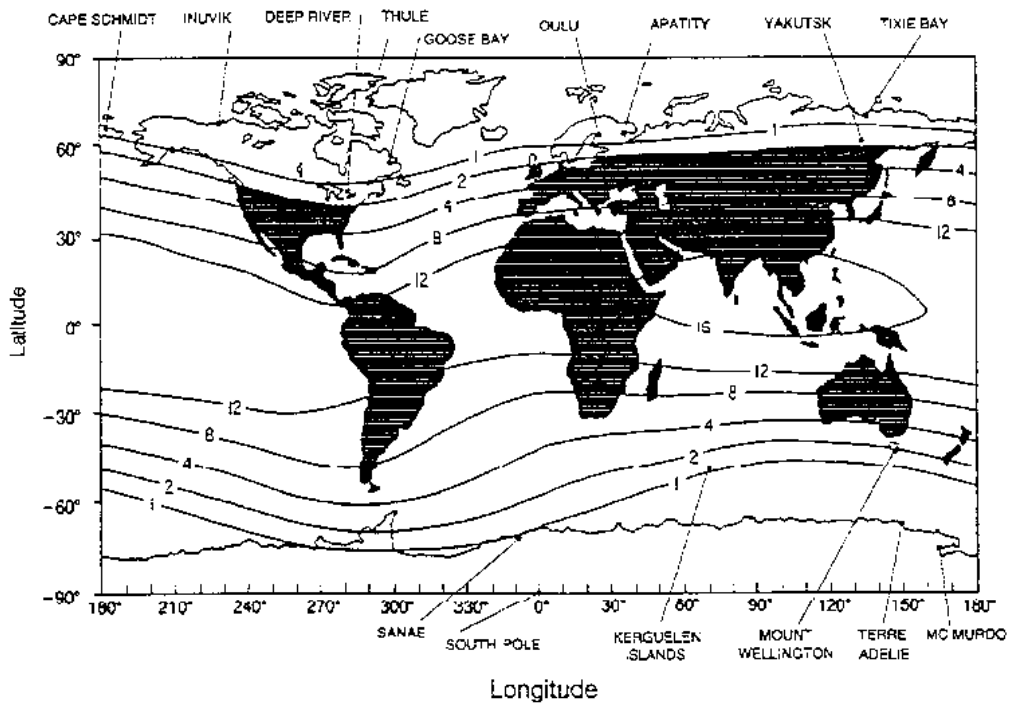 CAPE SCHMIDT INUVIK DEEP RIVER THULE
GOOSE BAY OULU APATITY YAKUTSK TIXIE BAY
90°
60°
30°
0°
-30°
-60°
-90°
Latitude
1 1
4 2 4
4 6
8 12
12
16
12 12
8 8
4 4
2 2
1 1
180° 210° 240° 270° 300° 330° 0° 30° 60° 90° 120° 150° 180°
SANAE SOUTH POLE
KERGUELEN ISLANDS
MOUNT WELLINGTON
TERRE ADELIE
MC MURDO
Longitude